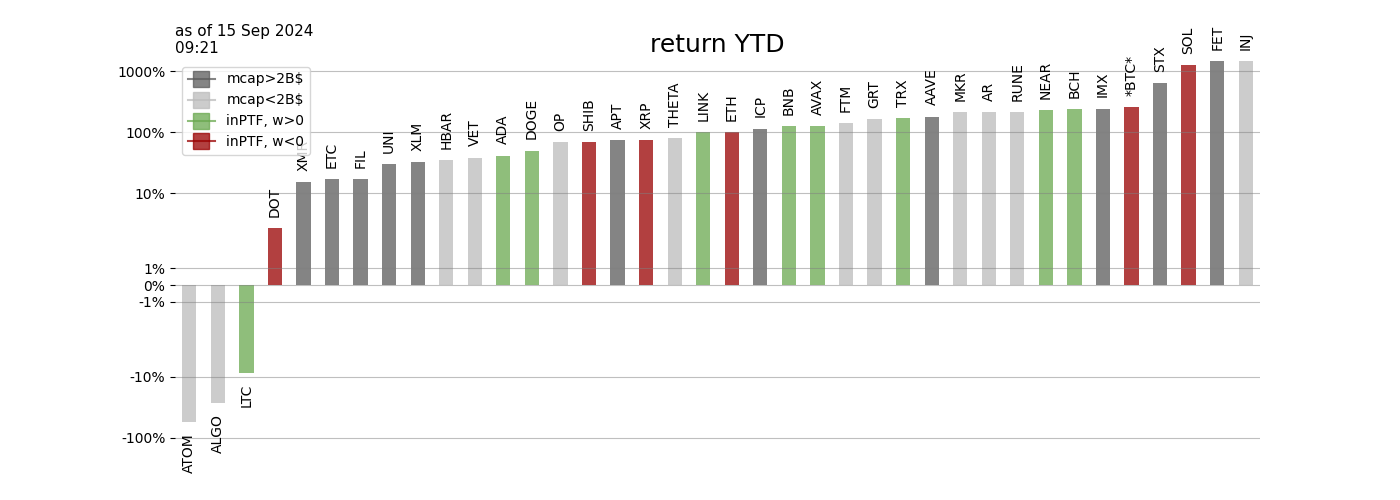 as of 15 Sep 2024
09:21
return YTD
mcap>2B$
mcap<2B$
inPTF, w>0
inPTF, w<0
1000%
100%
10%
1%
0%
-1%
-10%
-100%
ATOM
ALGO
LTC
DOT
XMR
ETC
FIL
UNI
XLM
HBAR
VET
ADA
DOGE
OP
SHIB
APT
XRP
THETA
LINK
ETH
ICP
BNB
AVAX
FTM
GRT
TRX
AAVE
MKR
AR
RUNE
NEAR
BCH
IMX
*BTC*
STX
SOL
FET
INJ